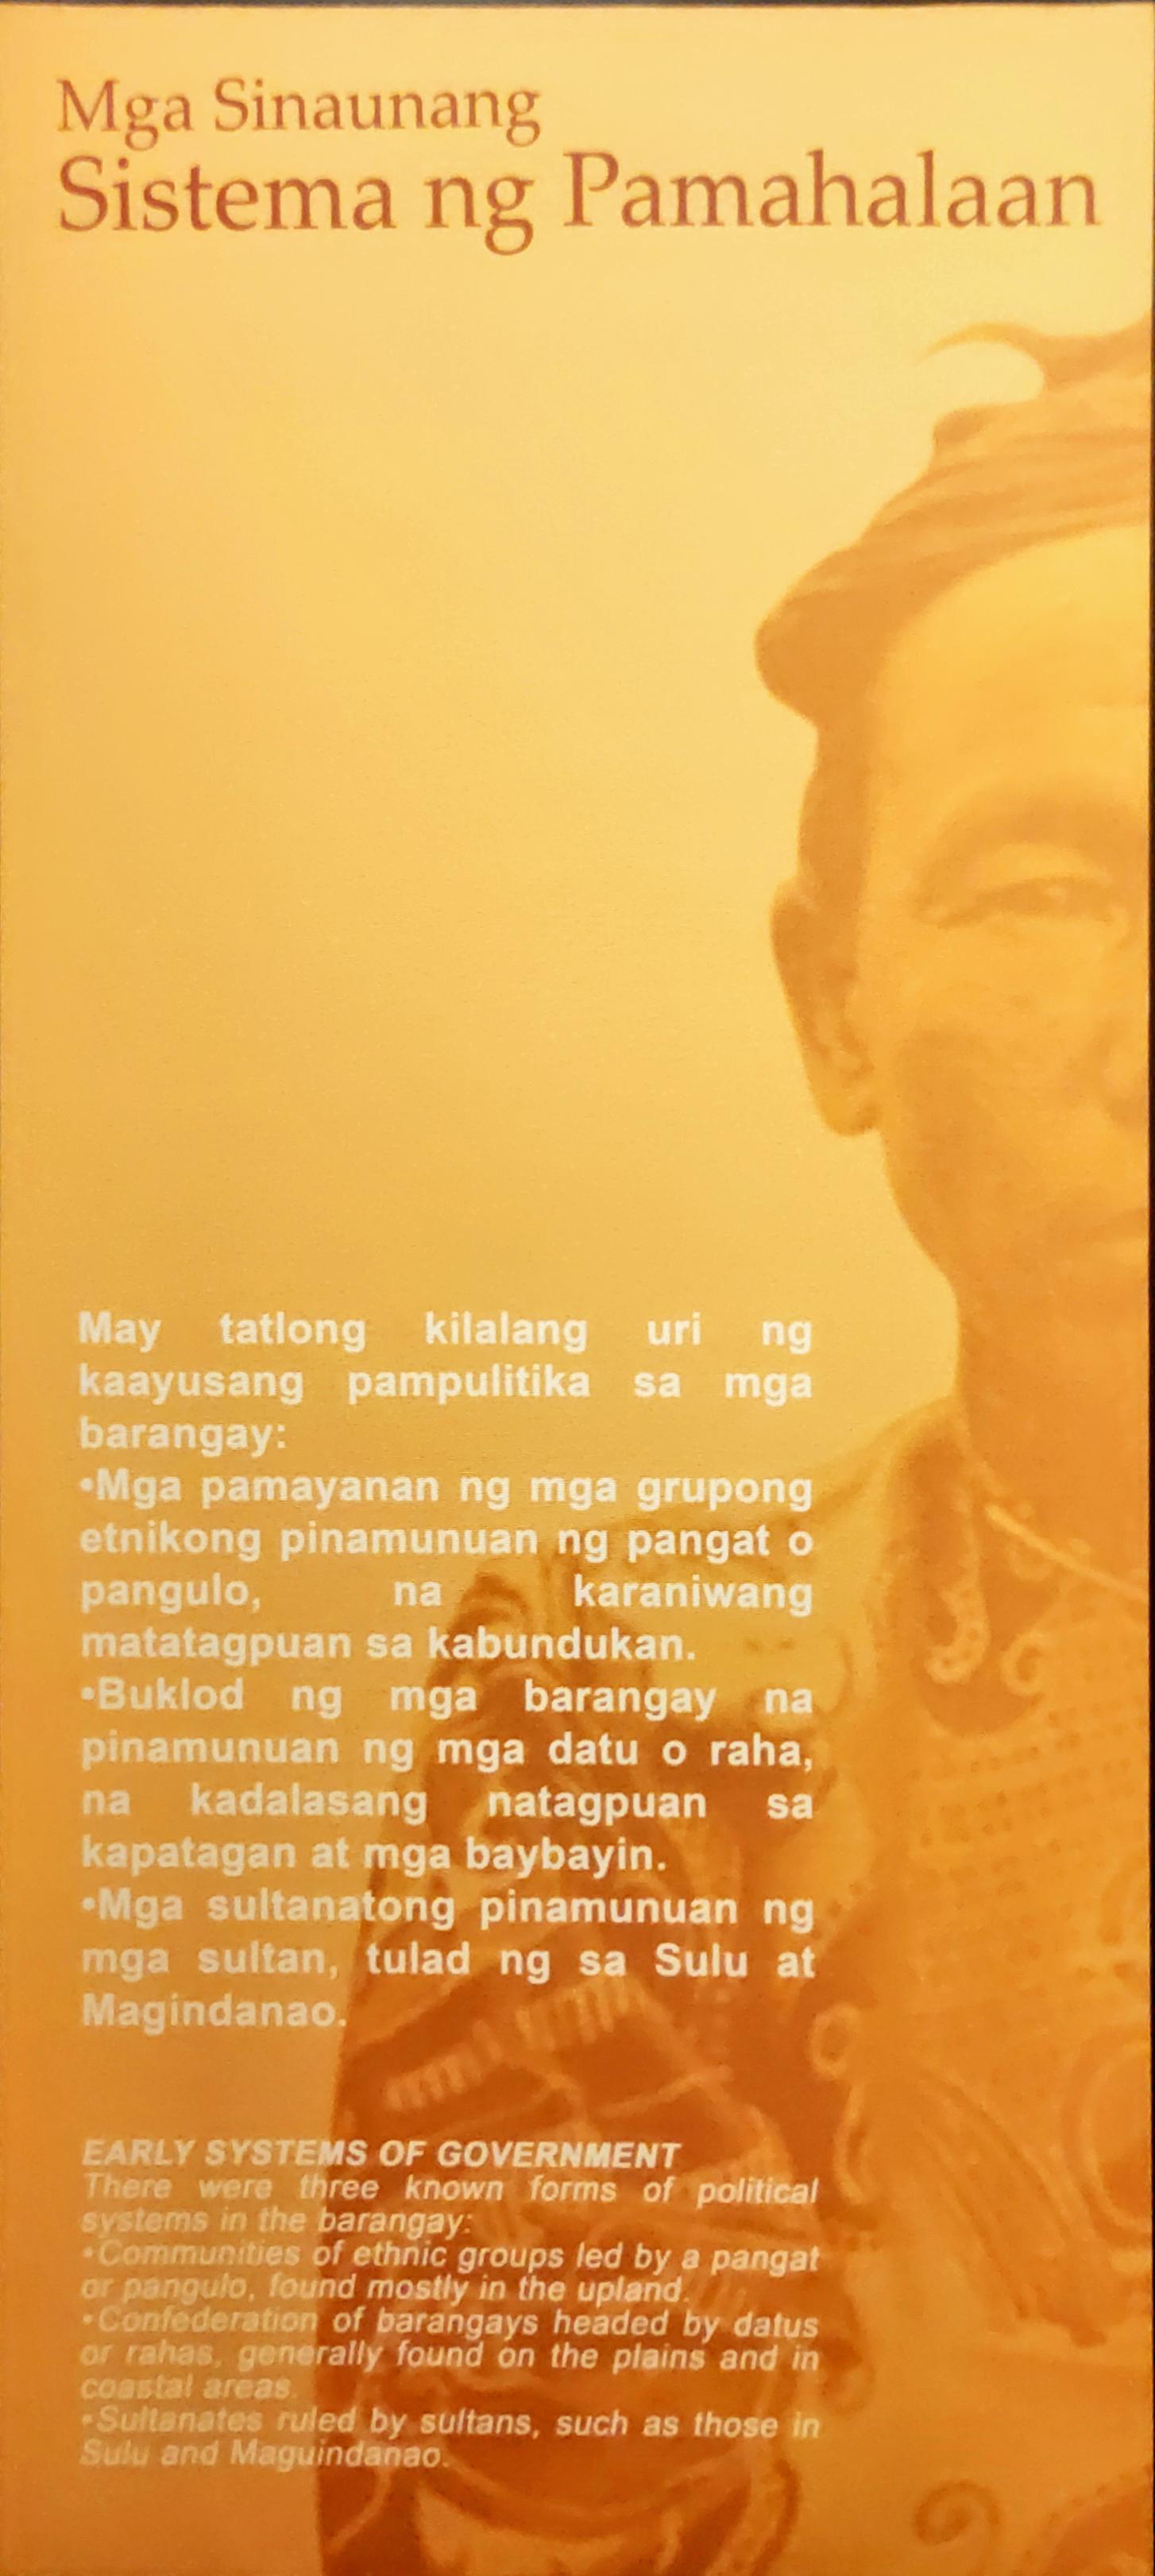 Mga Sinaunang
Sistema ng Pamahalaan
May tatlong kilalang uri ng
kaayusang pampulitika sa mga
barangay:
•Mga pamayanan ng mga grupong
etnikong pinamunuan ng pangat o
pangulo, na karaniwang
matatagpuan sa kabundukan.
•Buklod ng mga barangay na
pinamunuan ng mga datu o raha,
na kadalasang natagpuan sa
kapatagan at mga baybayin.
•Mga sultanatong pinamunuan ng
mga sultan, tulad ng sa Sulu at
Magindanao.
EARLY SYSTEMS OF GOVERNMENT
There were three known forms of political
systems in the barangay:
•Communities of ethnic groups led by a pangat
or pangulo, found mostly in the upland.
•Confederation of barangays headed by datus
or rahas, generally found on the plains and in
coastal areas.
•Sultanates ruled by sultans, such as those in
Sulu and Maguindanao.